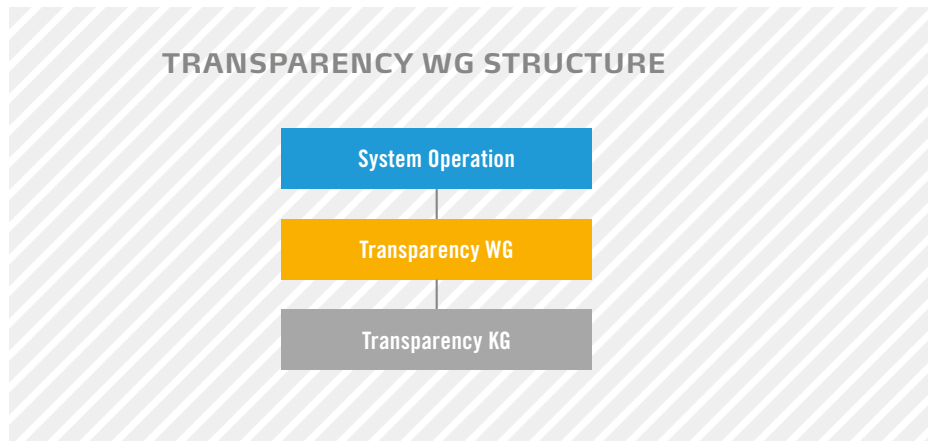 TRANSPARENCY WG STRUCTURE
System Operation
Transparency WG
Transparency KG